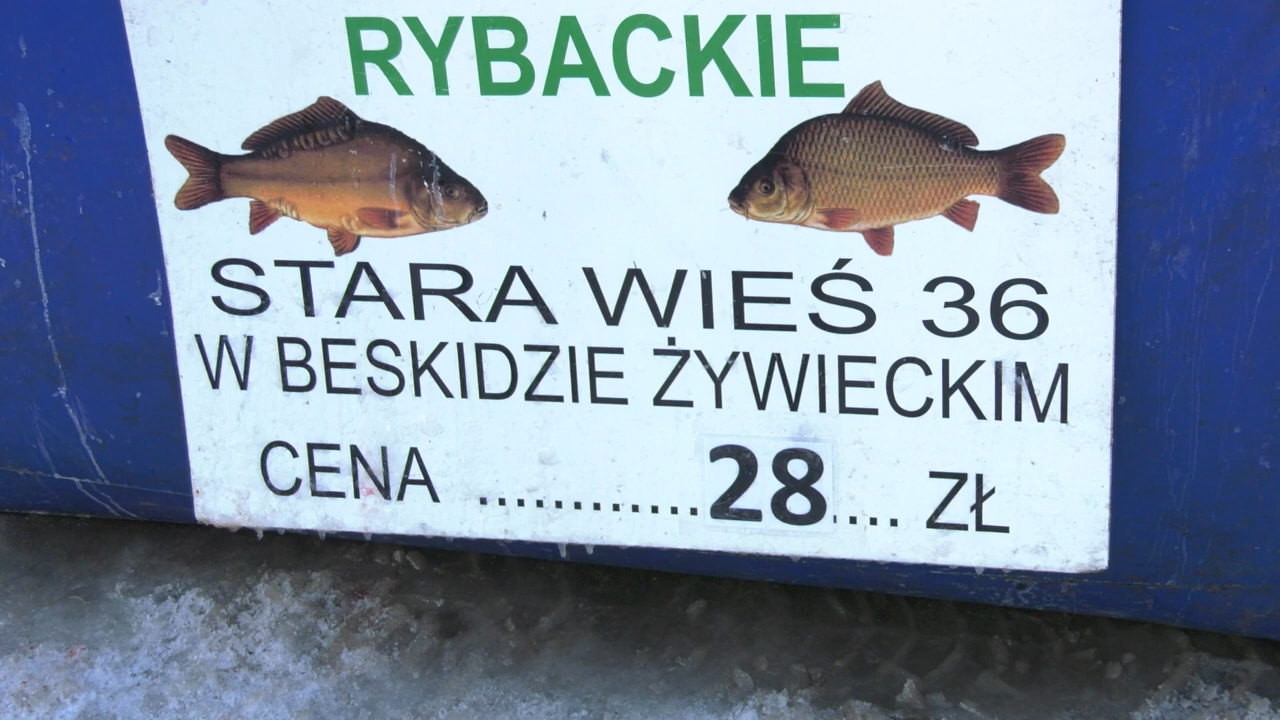 RYBACKIE
STARA WIEŚ 36
W BESKIDZIE ŻYWIECKIM
CENA ............28.... ZŁ